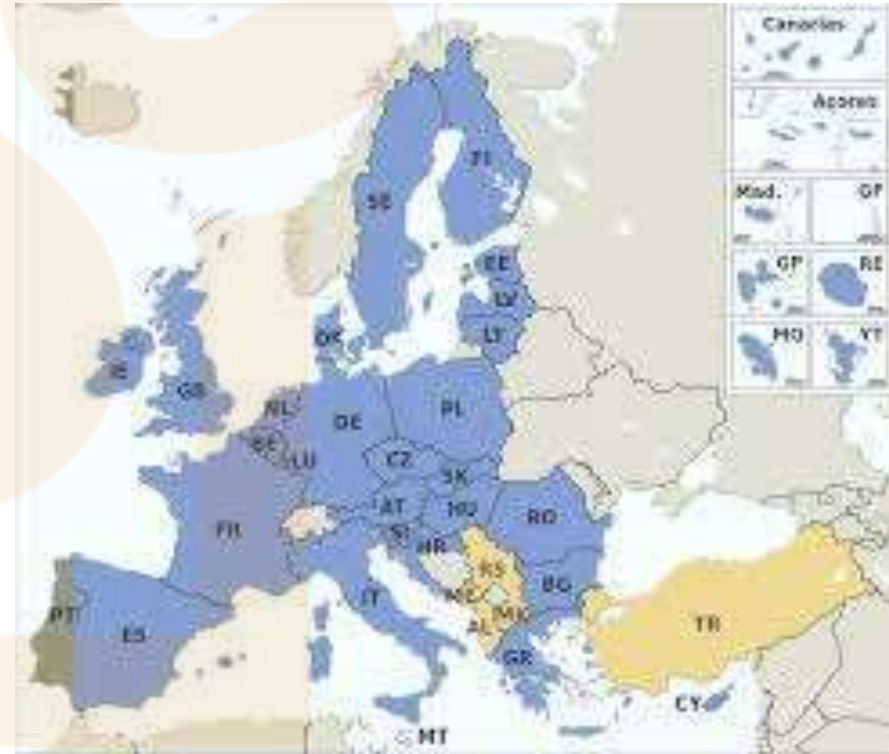 Canaries
Açores
Mad.
GF
GP
RE
MQ
YT
FI
SE
EE
LV
LT
DK
IE
GB
NL
DE
PL
BE
LU
CZ
SK
AT
HU
RO
FR
SI
HR
RS
BG
IT
ME
MK
AL
PT
ES
GR
TR
CY
MT